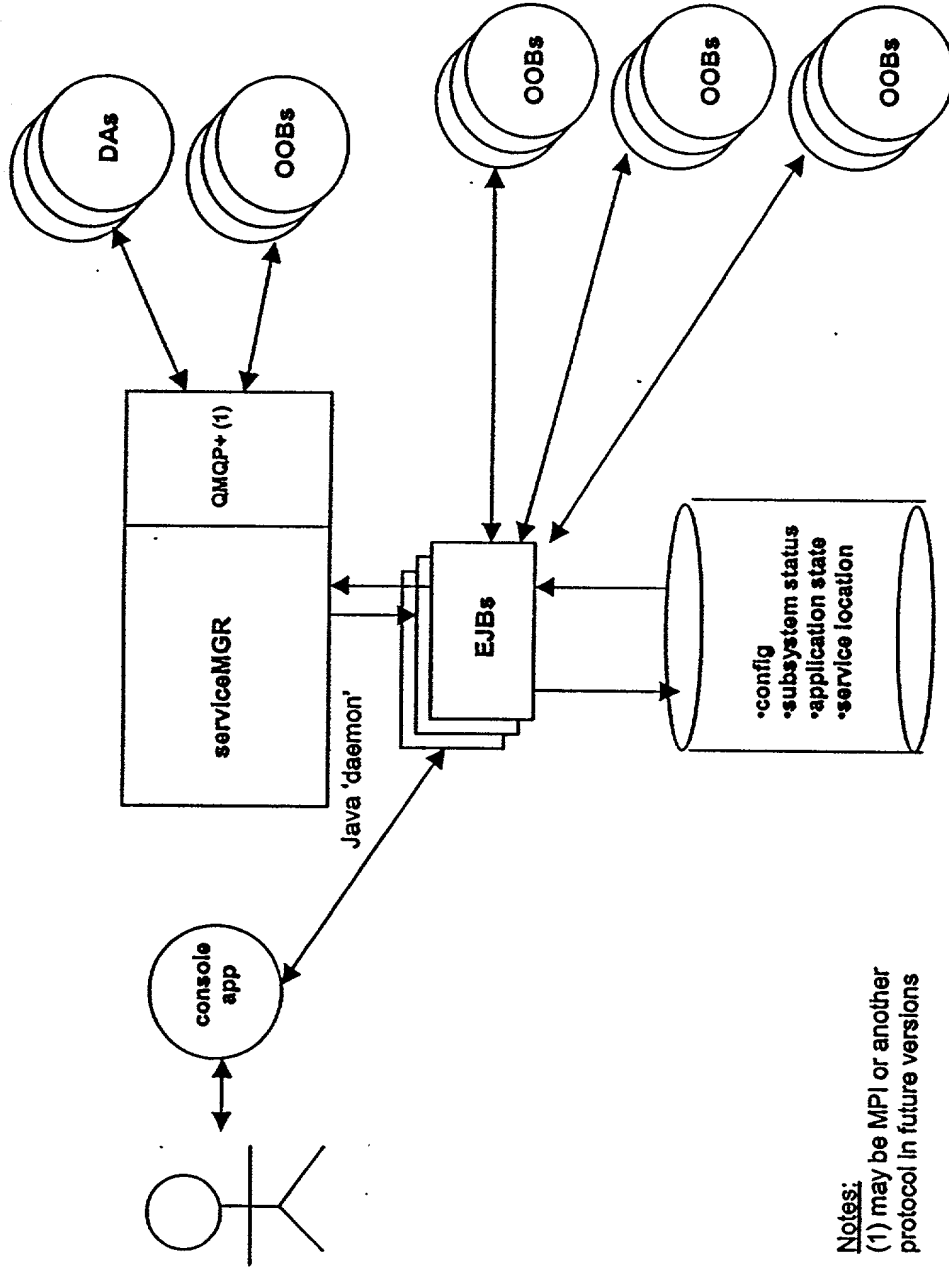 DAs
OOBs
serviceMGR
QMQP+ (1)
Java 'daemon'
console
app
EJBs
OOBs
OOBs
OOBs
•config
•subsystem status
•application state
•service location
Notes:
(1) may be MPI or another
protocol in future versions